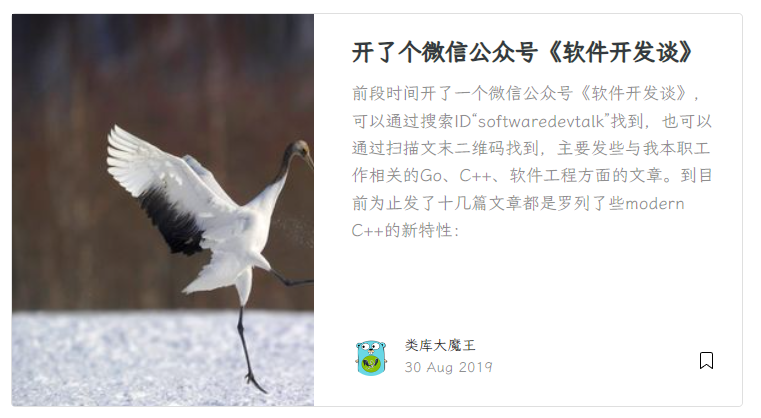 开了个微信公众号《软件开发谈》
前段时间开了一个微信公众号《软件开发谈》，
可以通过搜索ID“softwaredevtalk”找到，也可以
通过扫描文末二维码找到，主要发些与我本职工
作相关的Go、C++、软件工程方面的文章。到目
前为止发了十几篇文章都是罗列了些modern
C++的新特性：
类库大魔王
30 Aug 2019